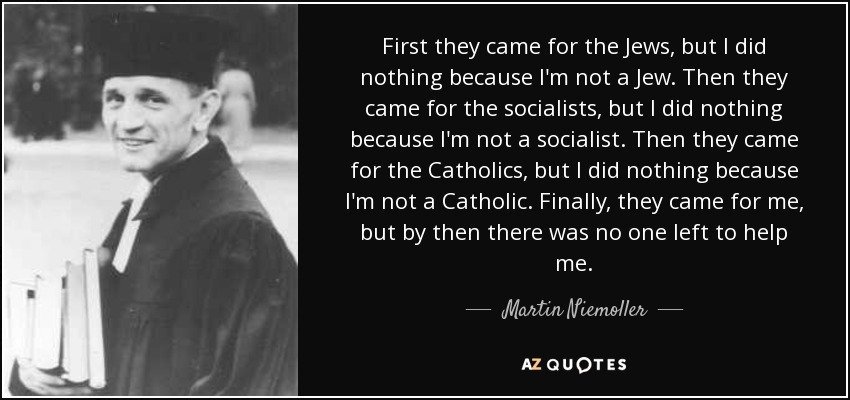 First they came for the Jews, but I did
nothing because I'm not a Jew. Then they
came for the socialists, but I did nothing
because I'm not a socialist. Then they came
for the Catholics, but I did nothing because
I'm not a Catholic. Finally, they came for me,
but by then there was no one left to help
me.
Martin Niemoller
AZ QUOTES